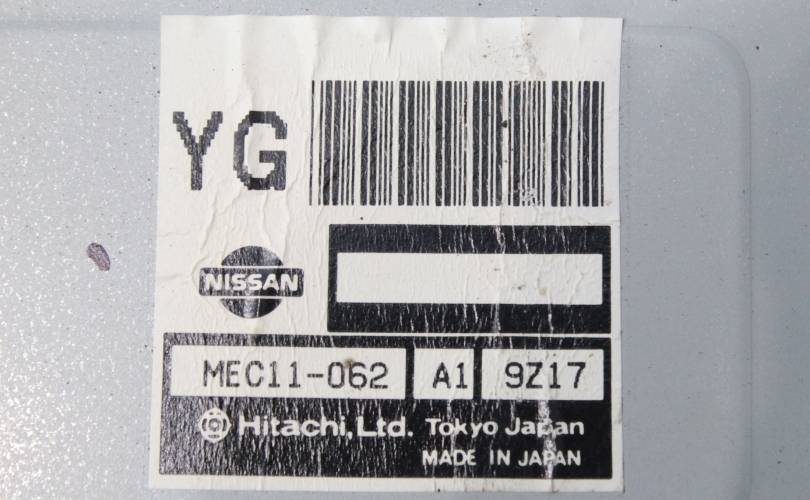 YG
NISSAN
MEC11-062 A1 9Z17
Hitachi, Ltd. Tokyo Japan
MADE IN JAPAN